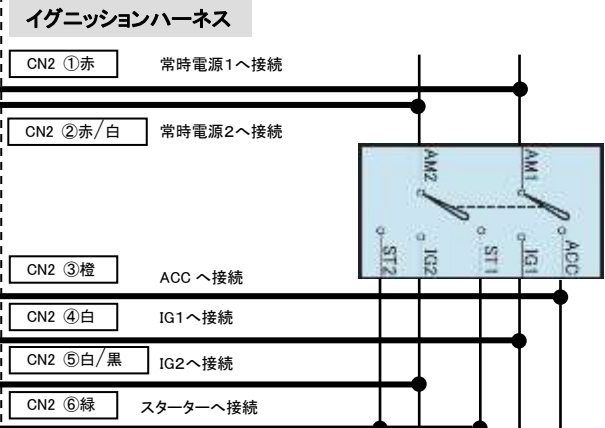 イグニッションハーネス
CN2 ①赤 常時電源1へ接続
CN2 ②赤/白 常時電源2へ接続
AM2 AM1
ST2 IG2 ST1 IG1 ACC
CN2 ③橙 ACC へ接続
CN2 ④白 IG1へ接続
CN2 ⑤白/黒 IG2へ接続
CN2 ⑥緑 スターターへ接続